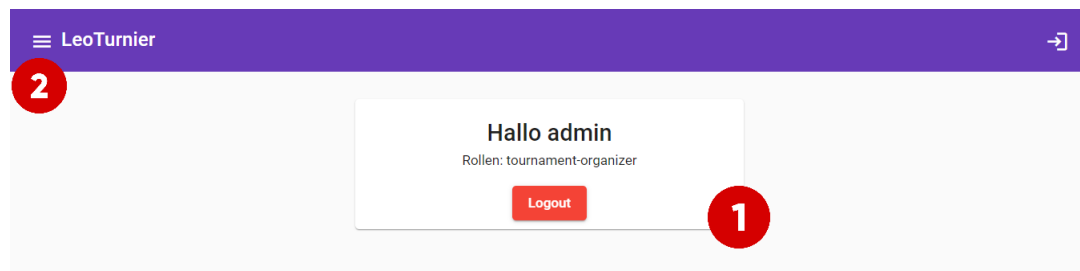 LeoTurnier
2
Hallo admin
Rollen: tournament-organizer
Logout
1